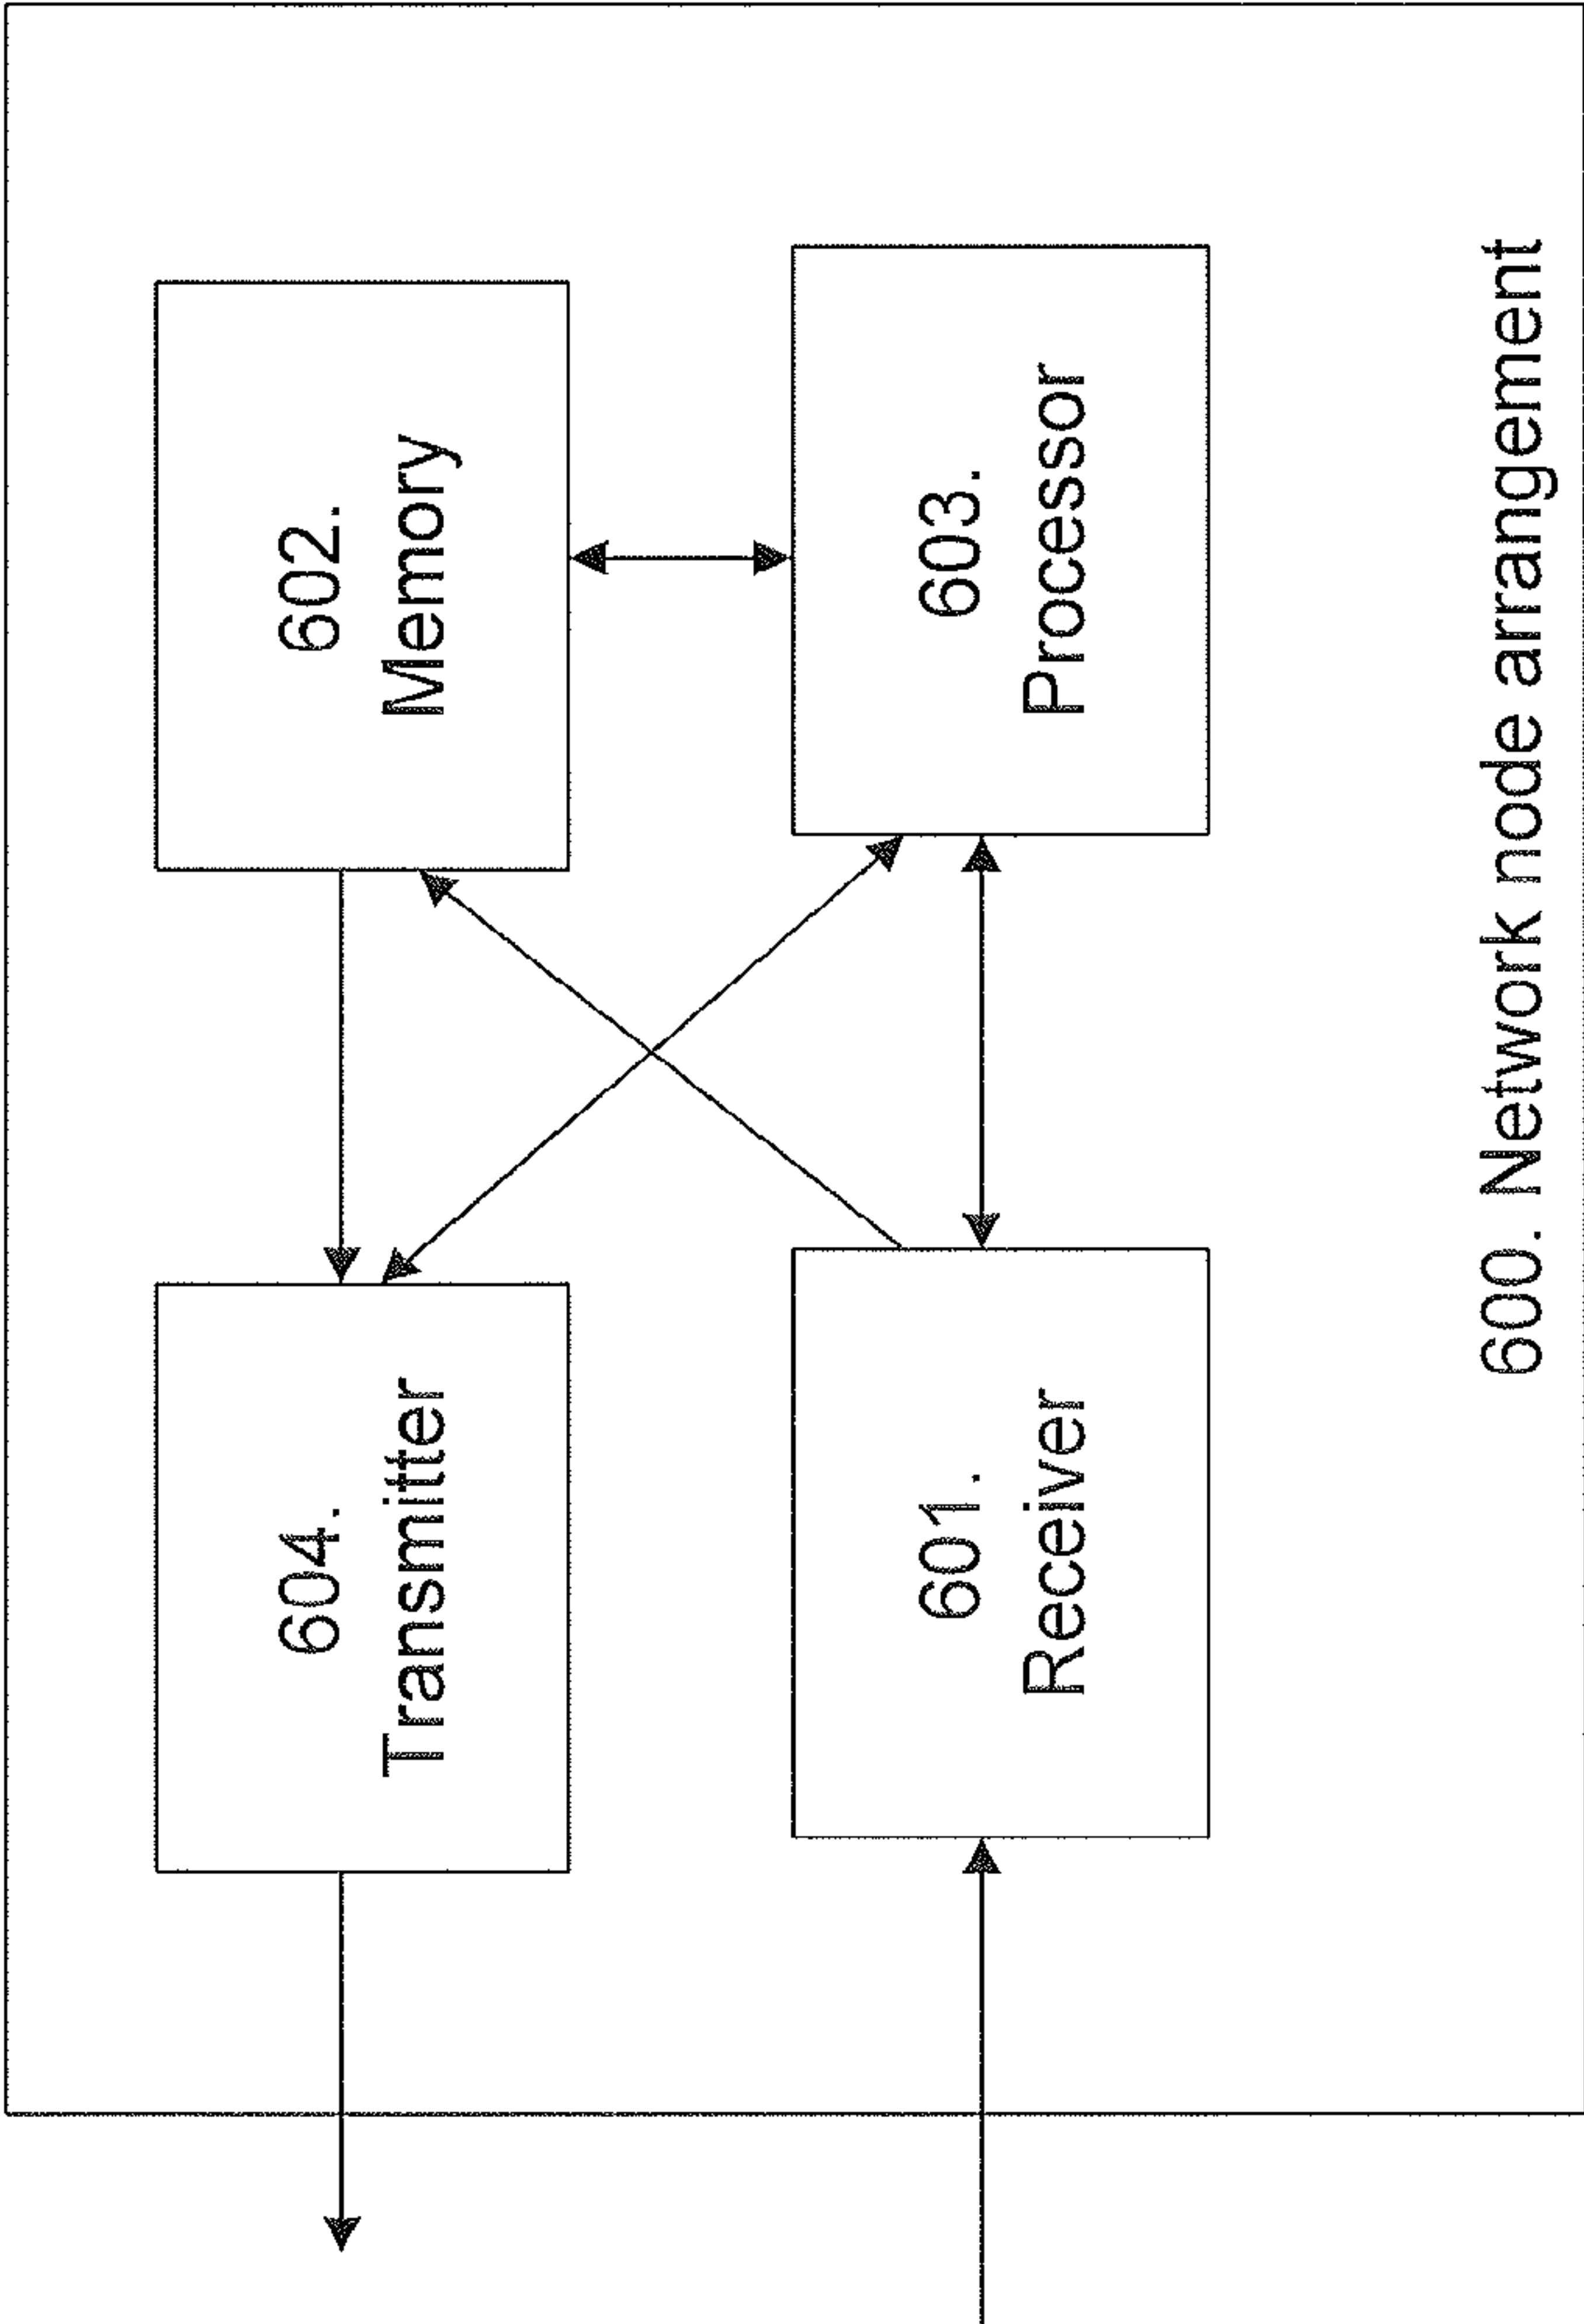 604.
Transmitter
602.
Memory
601.
Receiver
603.
Processor
600. Network node arrangement